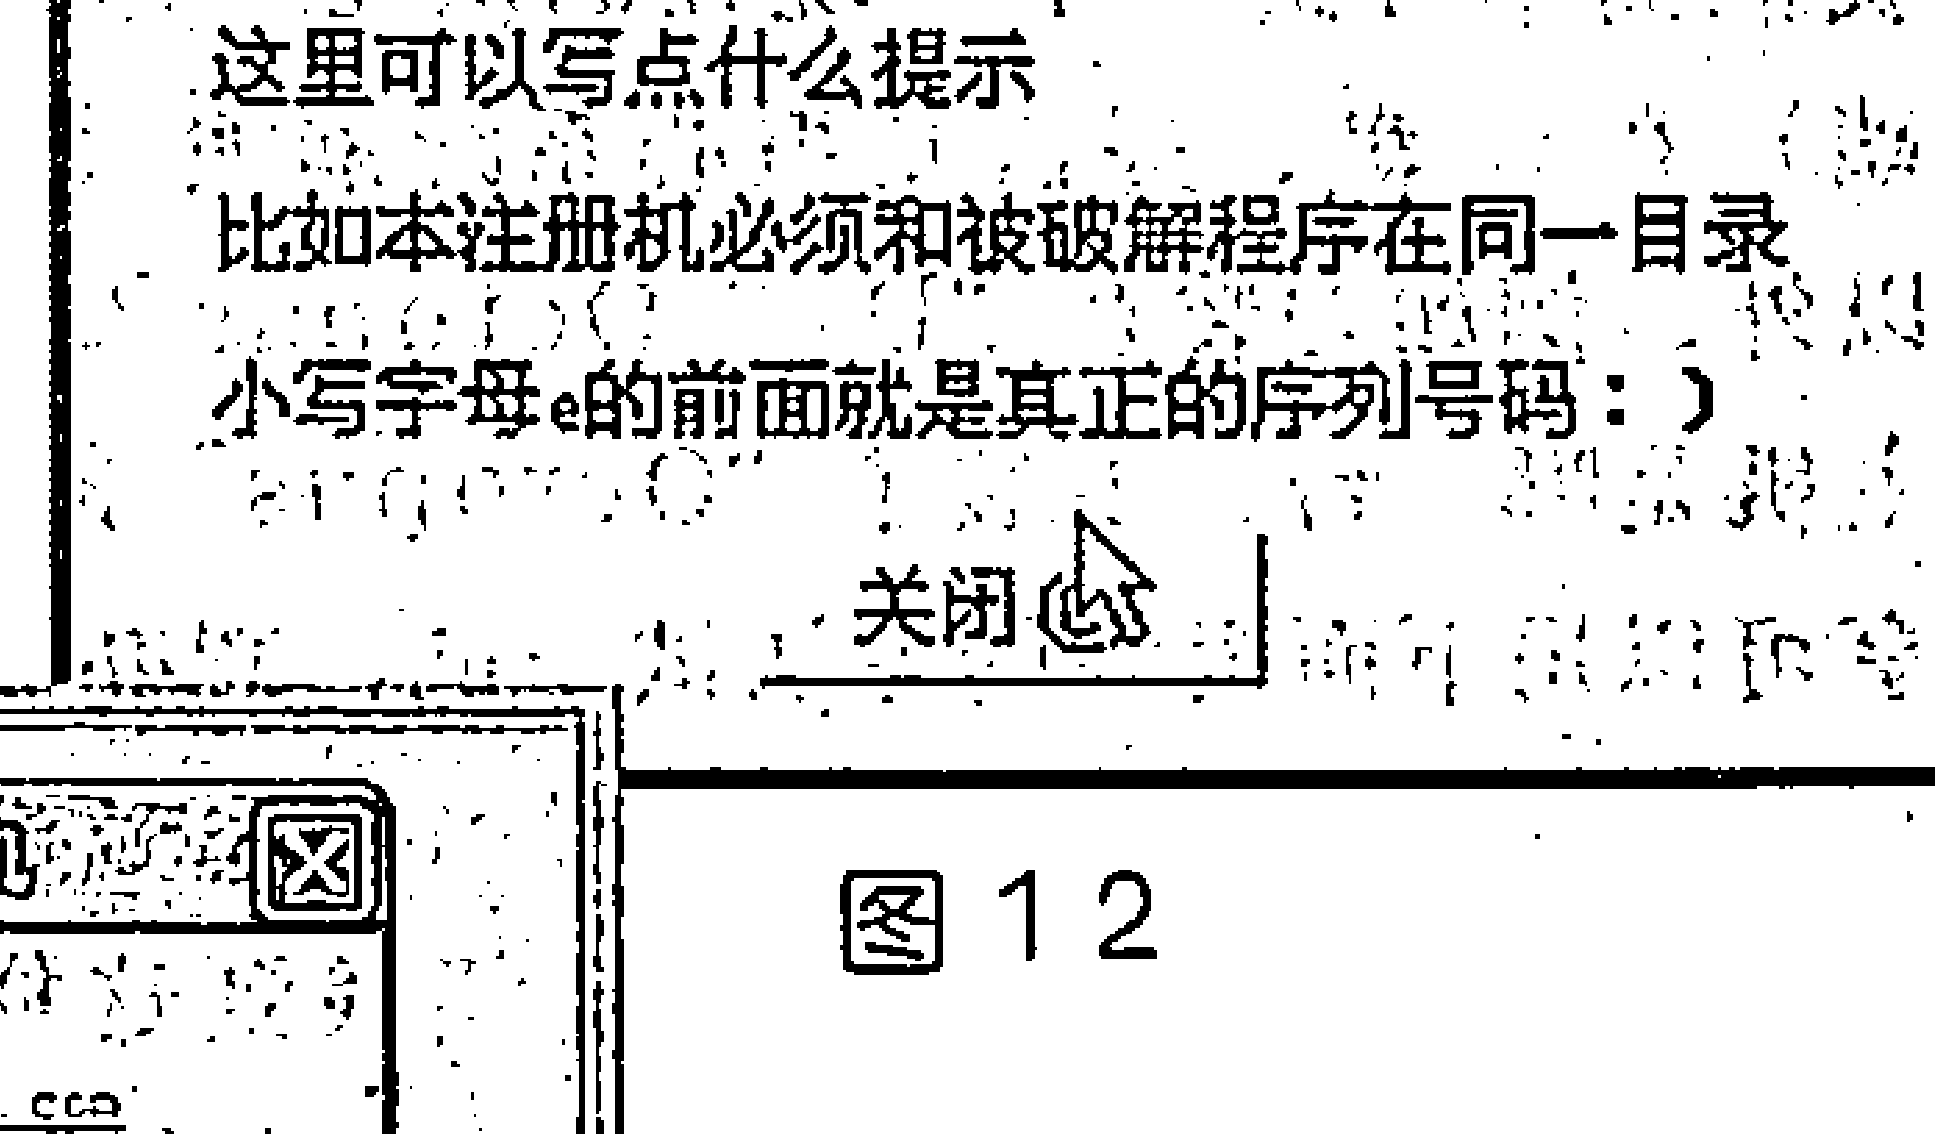 这里可以写点什么提示
比如本注册机必须和被破解程序在同一目录
小写字母e的前面就是真正的序列号码：)
关闭
图12